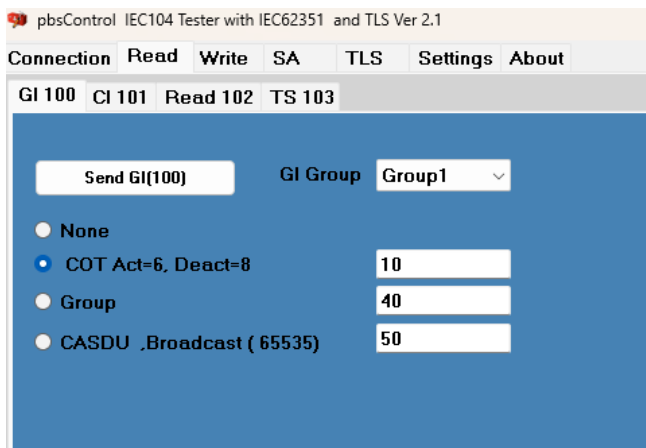 pbsControl IEC104 Tester with IEC62351 and TLS Ver 2.1
Connection Read Write SA TLS Settings About
GI 100 CI 101 Read 102 TS 103
Send GI(100) GI Group Group1
None
COT Act=6, Deact=8 10
Group 40
CASDU ,Broadcast ( 65535) 50